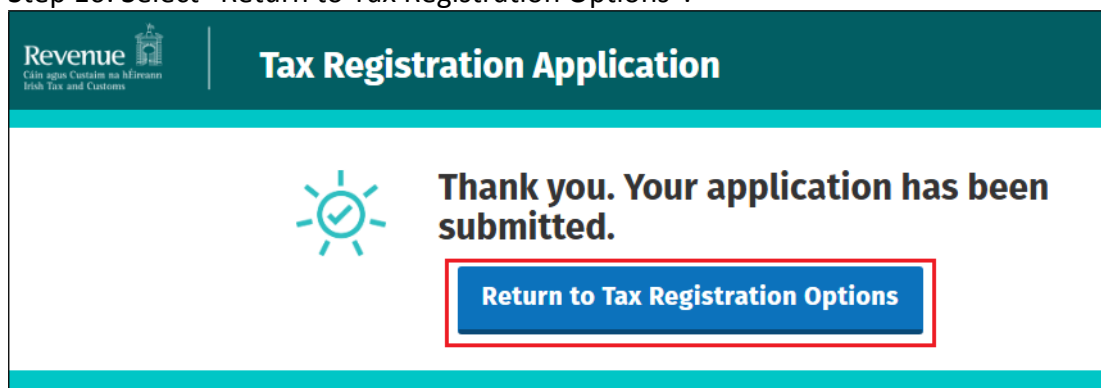 Step 10: Select "Return to Tax Registration Options".
Revenue
Cáin agus Custaim na hÉireann
Irish Tax and Customs
Tax Registration Application
Thank you. Your application has been
submitted.
Return to Tax Registration Options